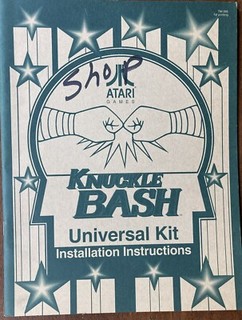 Shop
ATARI
GAMES
KNUCKLE
BASH
Universal Kit
Installation Instructions